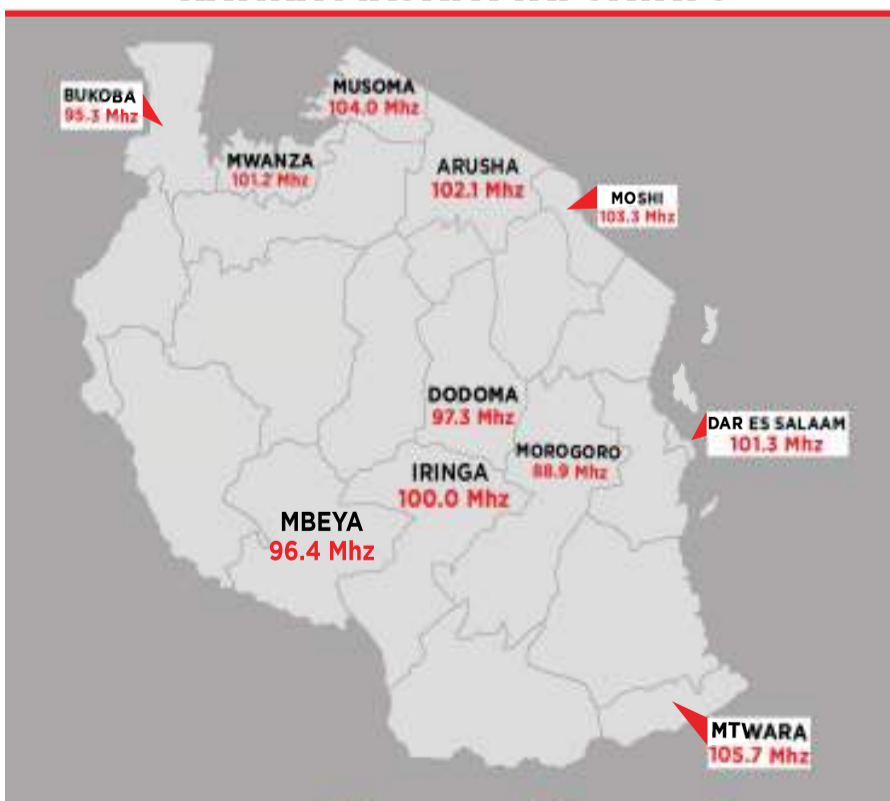 MUSOMA
104.0 Mhz
BUKOBA
95.3 Mhz
MWANZA
101.2 Mhz
ARUSHA
102.1 Mhz
MOSHI
103.3 Mhz
DODOMA
97.3 Mhz
DAR ES SALAAM
101.3 Mhz
MOROGORO
88.9 Mhz
IRINGA
100.0 Mhz
MBEYA
96.4 Mhz
MTWARA
105.7 Mhz